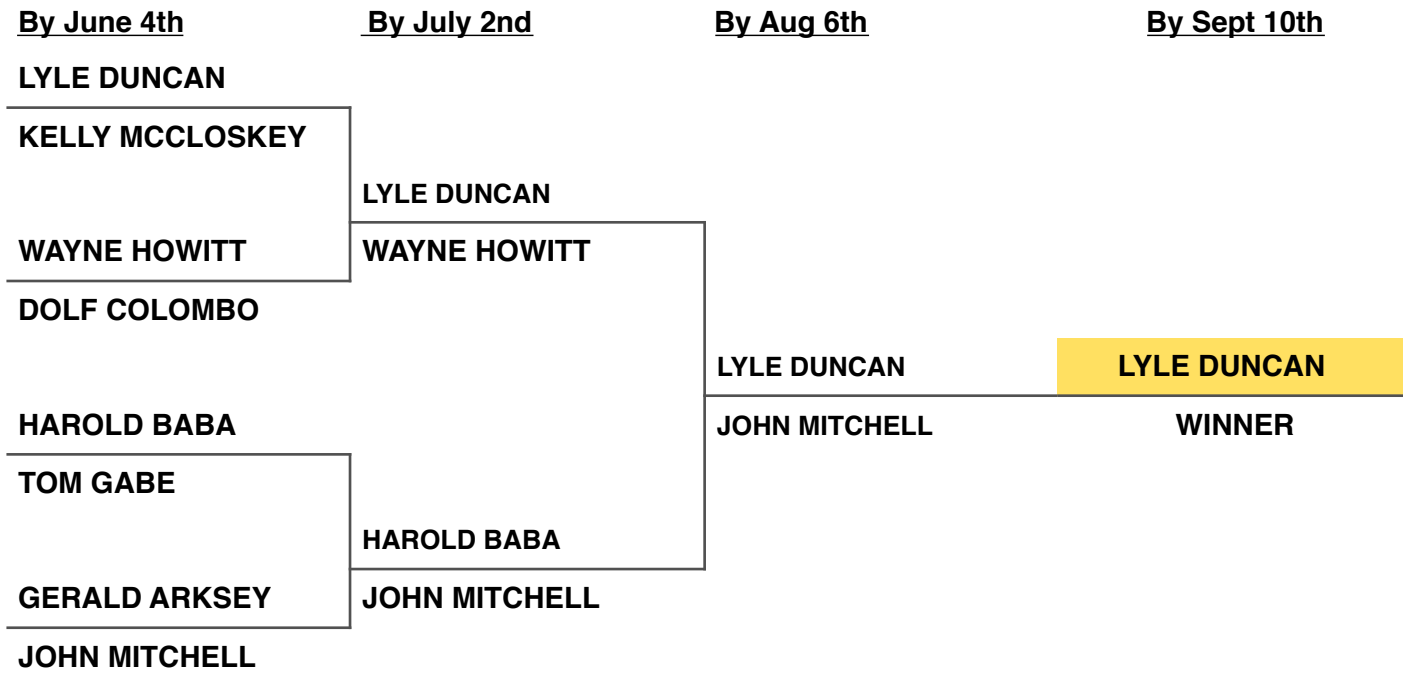 By June 4th By July 2nd By Aug 6th By Sept 10th
LYLE DUNCAN
KELLY MCCLOSKEY
LYLE DUNCAN
WAYNE HOWITT WAYNE HOWITT
DOLF COLOMBO
LYLE DUNCAN LYLE DUNCAN
HAROLD BABA JOHN MITCHELL WINNER
TOM GABE
HAROLD BABA
GERALD ARKSEY JOHN MITCHELL
JOHN MITCHELL